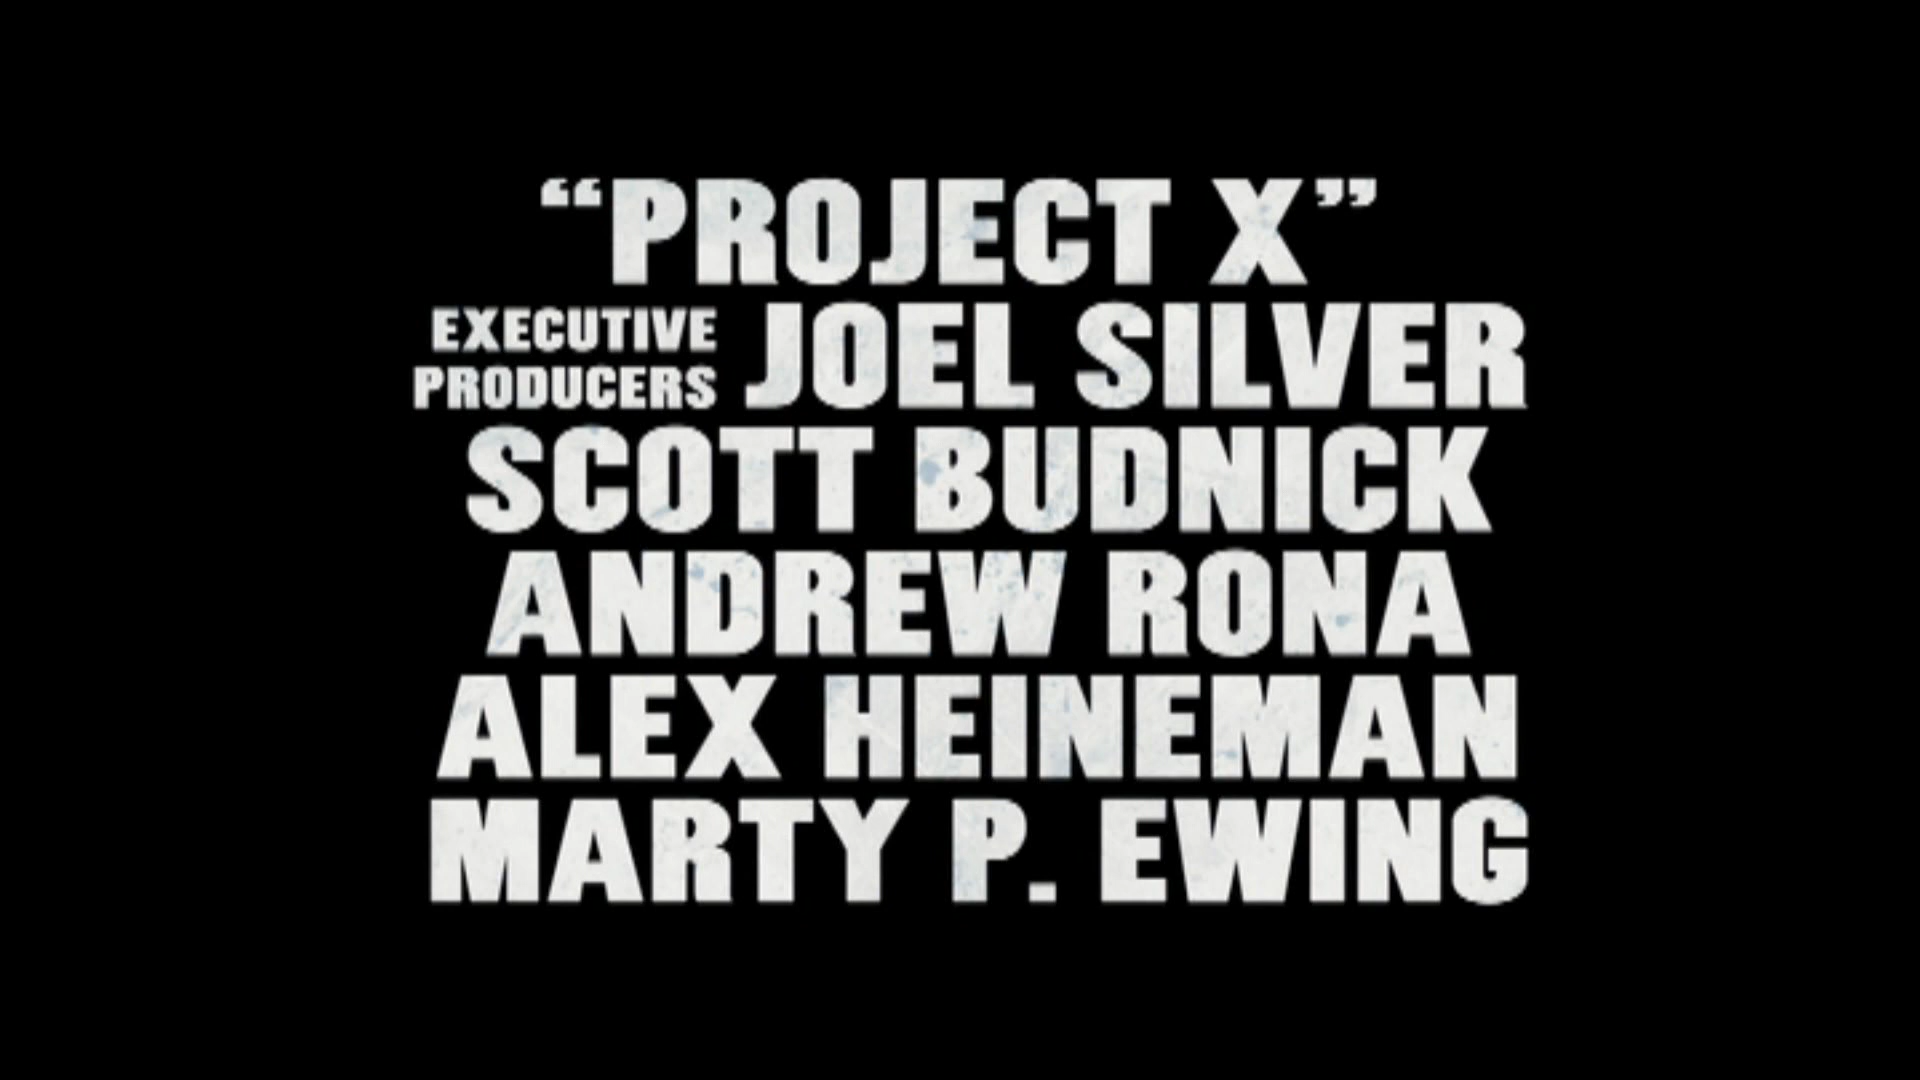 “PROJECT X”
EXECUTIVE PRODUCERS JOEL SILVER
SCOTT BUDNICK
ANDREW RONA
ALEX HEINEMAN
MARTY P. EWING